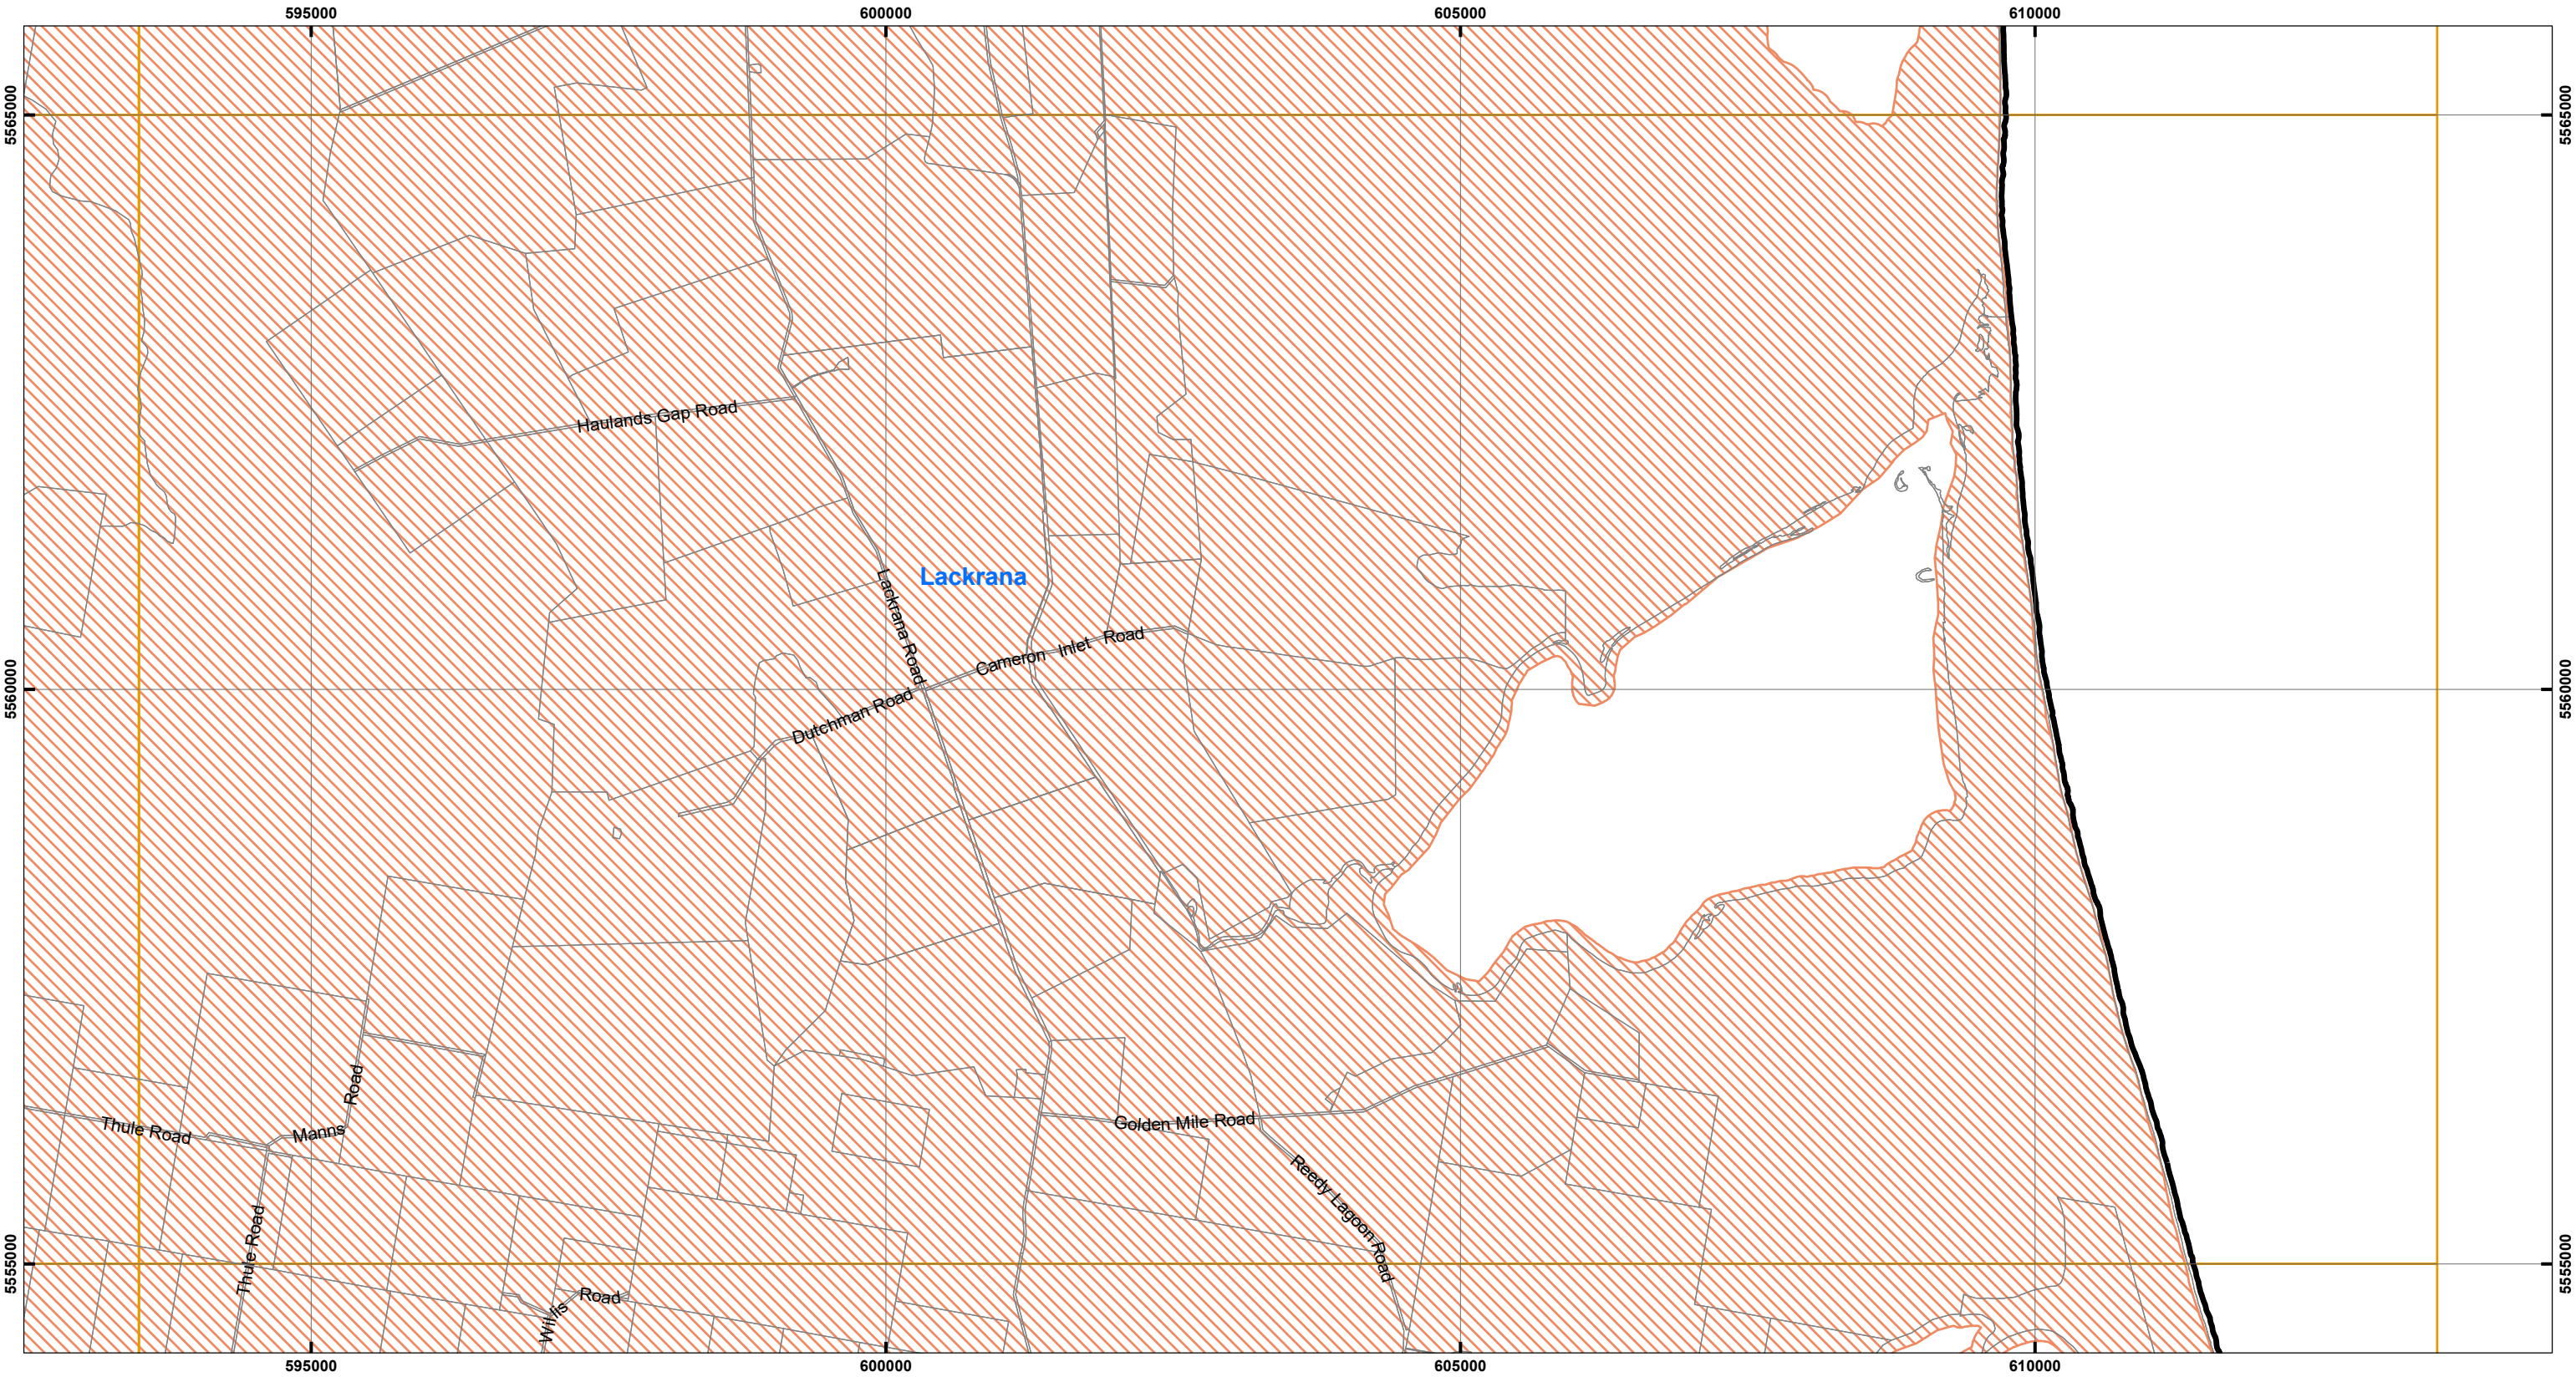 595000
600000
605000
610000
5565000
5565000
Haulands Gap Road
Lackrana
Lackrana Road
Cameron Inlet Road
5560000
5560000
Dutchman Road
Road
Thule Road
Manns
Golden Mile Road
Reedy Lagoon Road
Thule Road
5555000
5555000
Road
Willis
595000
600000
605000
610000